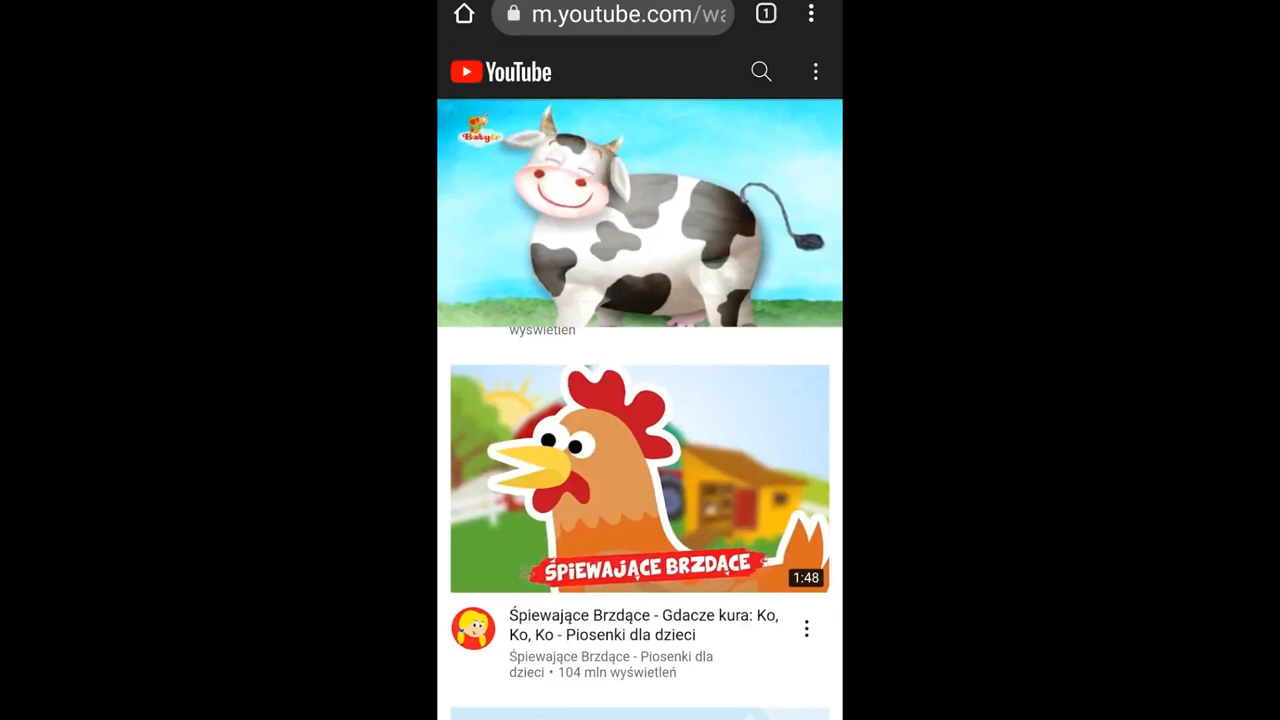 m.youtube.com/wa
1
YouTube
Babytv
wyświetleń
ŚPIEWAJĄCE BRZDĄCE
1:48
Śpiewające Brzdące - Gdacze kura: Ko,
Ko, Ko - Piosenki dla dzieci
Śpiewające Brzdące - Piosenki dla
dzieci • 104 mln wyświetleń